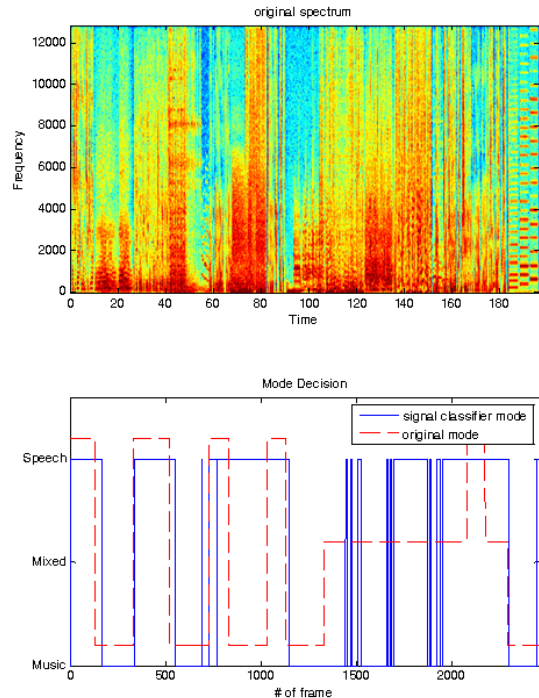 original spectrum
12000
10000
8000
6000
4000
2000
0
Frequency
0 20 40 60 80 100 120 140 160 180
Time
Mode Decision
signal classifier mode
original mode
Speech
Mixed
Music
0 500 1000 1500 2000
# of frame